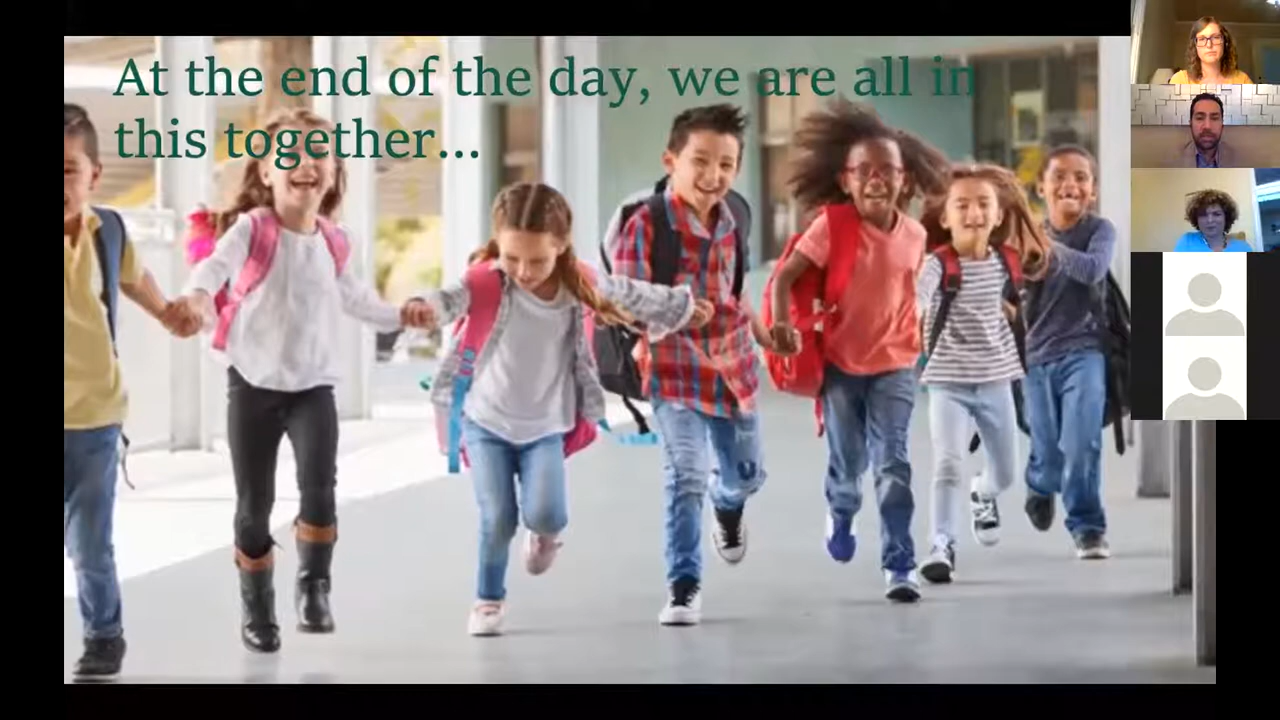 At the end of the day, we are all in
this together...